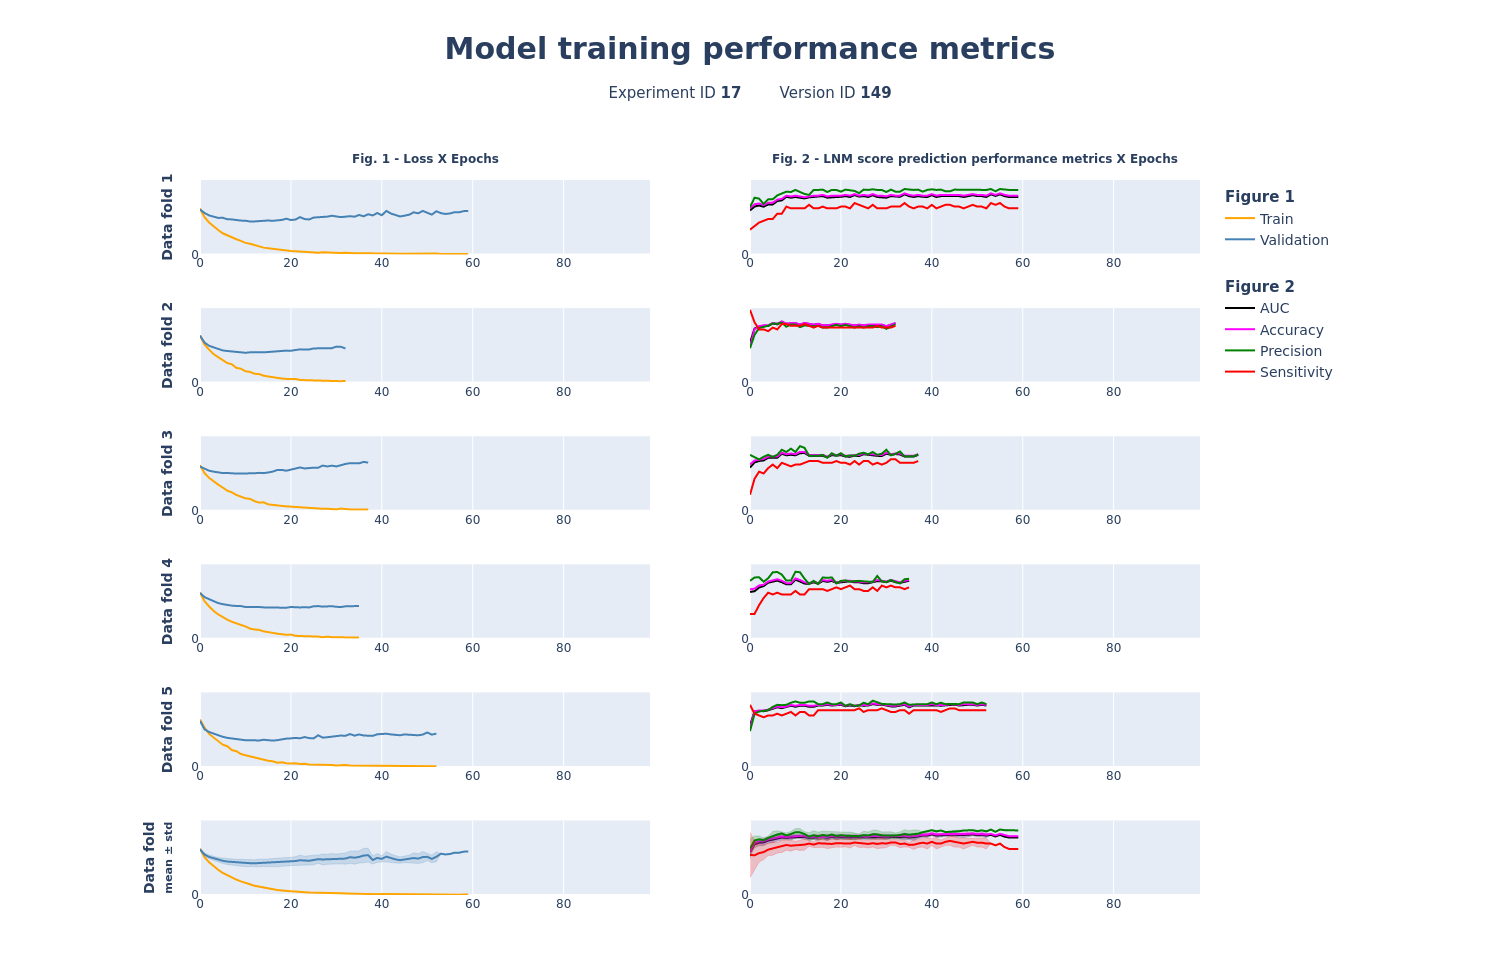 Model training performance metrics
Experiment ID 17 Version ID 149
Fig. 1 - Loss X Epochs
Fig. 2 - LNM score prediction performance metrics X Epochs
Data fold 1
0
0 20 40 60 80
0
0 20 40 60 80
Data fold 2
0
0 20 40 60 80
0
0 20 40 60 80
Data fold 3
0
0 20 40 60 80
0
0 20 40 60 80
Data fold 4
0
0 20 40 60 80
0
0 20 40 60 80
Data fold 5
0
0 20 40 60 80
0
0 20 40 60 80
Data fold
mean ± std
0
0 20 40 60 80
0
0 20 40 60 80
Figure 1
Train
Validation
Figure 2
AUC
Accuracy
Precision
Sensitivity